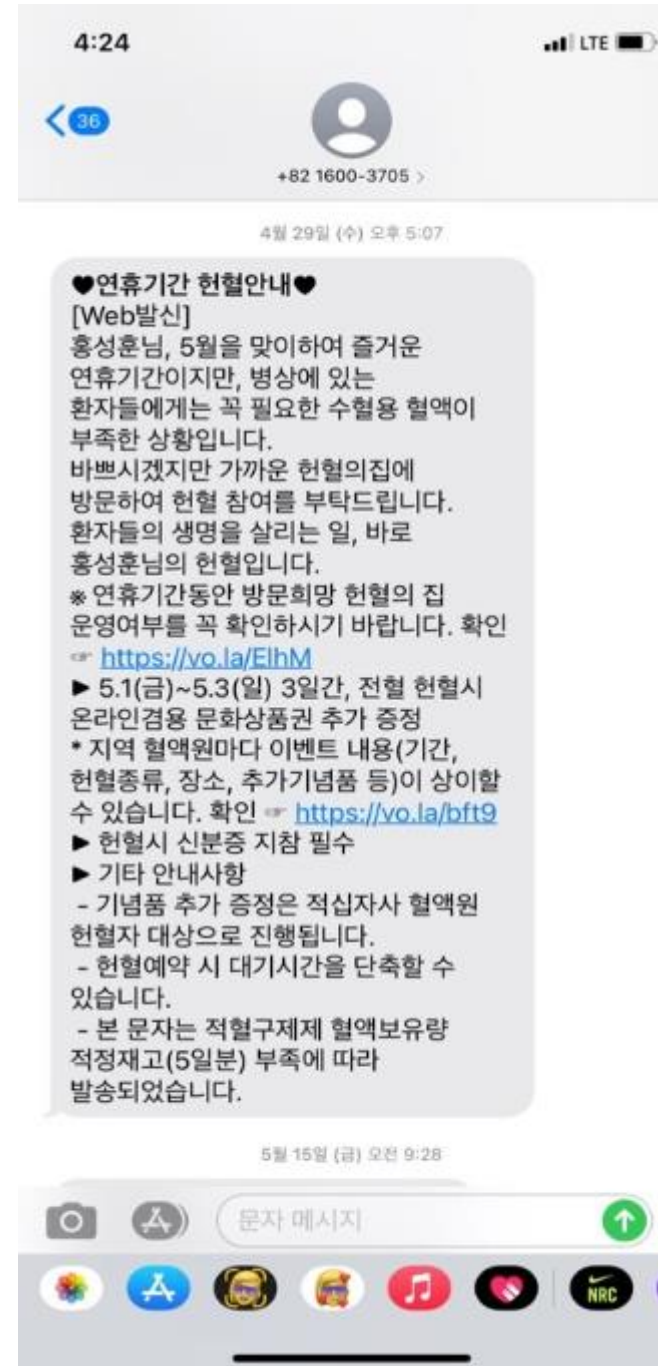 4:24
LTE
36
+82 1600-3705 >
4월 29일 (수) 오후 5:07
♥연휴기간 헌혈안내♥
[Web발신]
홍성훈님, 5월을 맞이하여 즐거운
연휴기간이지만, 병상에 있는
환자들에게는 꼭 필요한 수혈용 혈액이
부족한 상황입니다.
바쁘시겠지만 가까운 헌혈의집에
방문하여 헌혈 참여를 부탁드립니다.
환자들의 생명을 살리는 일, 바로
홍성훈님의 헌혈입니다.
※ 연휴기간동안 방문희망 헌혈의 집
운영여부를 꼭 확인하시기 바랍니다. 확인
☞ https://vo.la/ElhM
▶ 5.1(금)~5.3(일) 3일간, 전혈 헌혈시
온라인겸용 문화상품권 추가 증정
* 지역 혈액원마다 이벤트 내용(기간,
헌혈종류, 장소, 추가기념품 등)이 상이할
수 있습니다. 확인 ☞ https://vo.la/bft9
▶ 헌혈시 신분증 지참 필수
▶ 기타 안내사항
- 기념품 추가 증정은 적십자사 혈액원
헌혈자 대상으로 진행됩니다.
- 헌혈예약 시 대기시간을 단축할 수
있습니다.
- 본 문자는 적혈구제제 혈액보유량
적정재고(5일분) 부족에 따라
발송되었습니다.
5월 15일 (금) 오전 9:28
문자 메시지
NRC